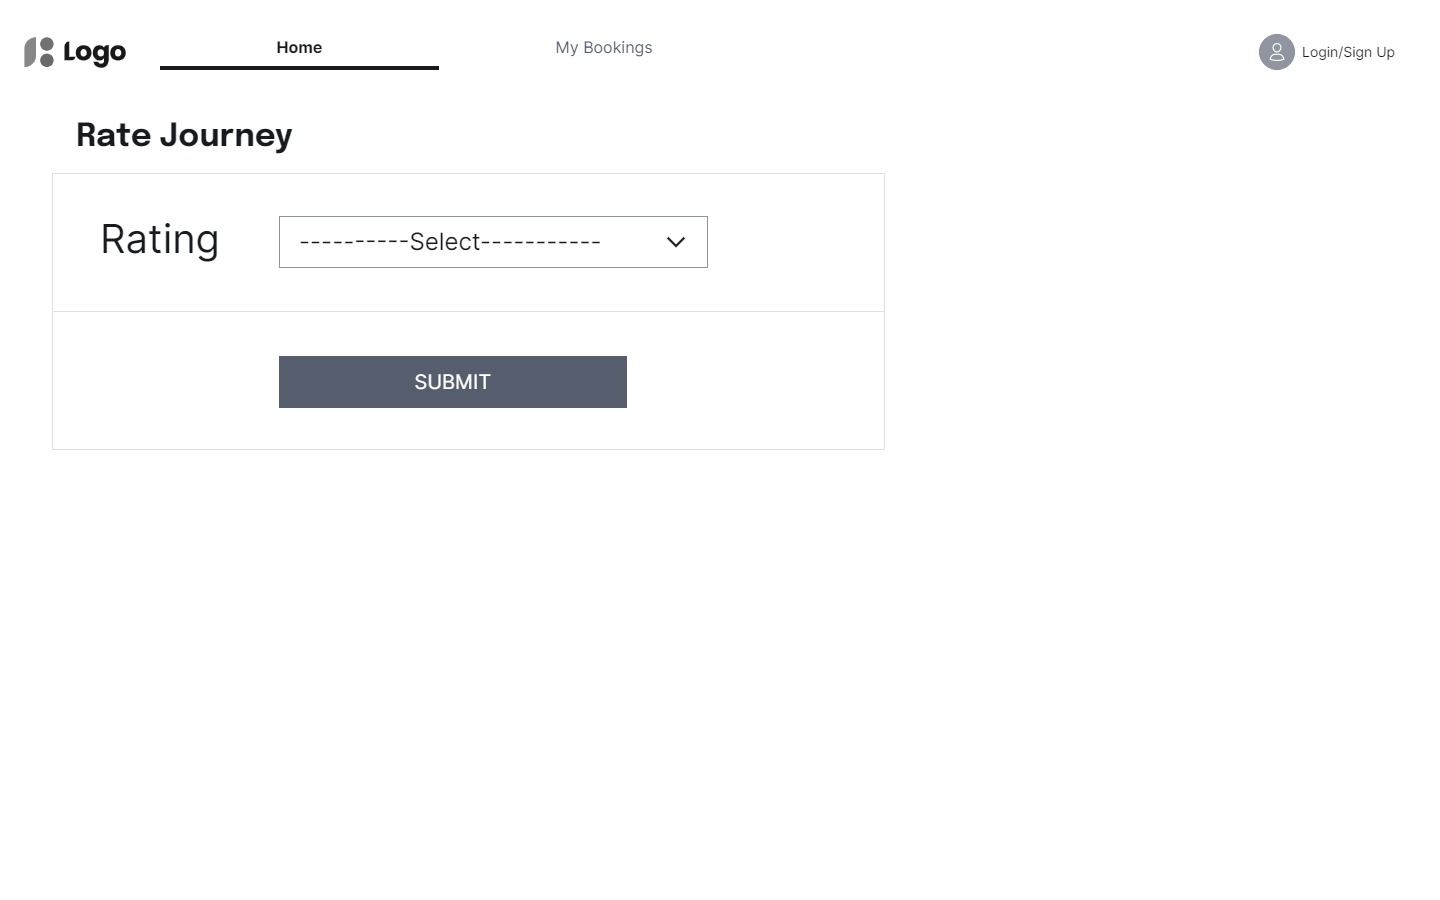 Logo
Home
My Bookings
Login/Sign Up
Rate Journey
Rating
----------Select-----------
SUBMIT